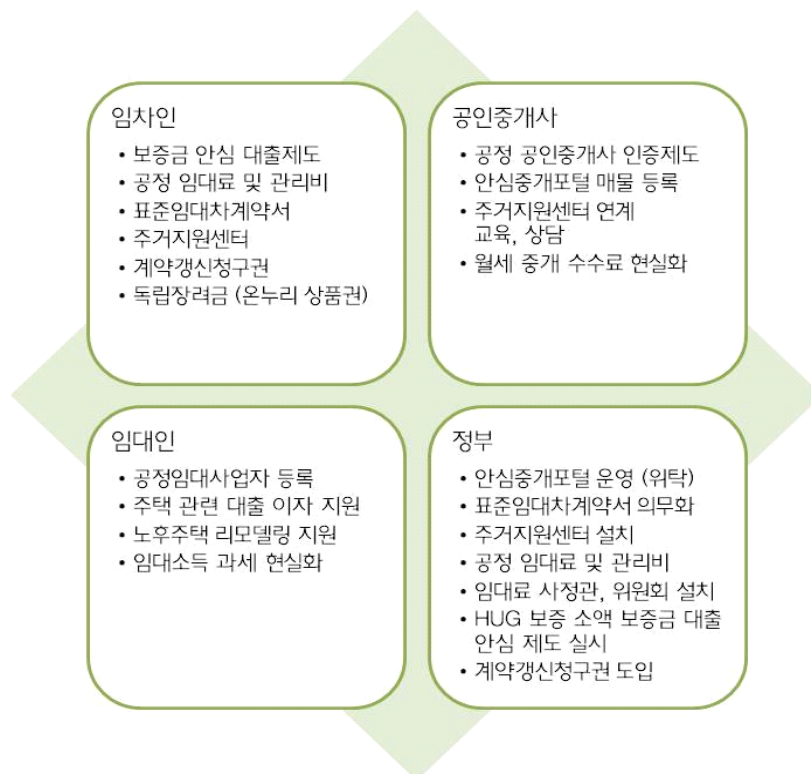 임차인
• 보증금 안심 대출제도
• 공정 임대료 및 관리비
• 표준임대차계약서
• 주거지원센터
• 계약갱신청구권
• 독립장려금 (온누리 상품권)
공인중개사
• 공정 공인중개사 인증제도
• 안심중개포털 매물 등록
• 주거지원센터 연계
교육, 상담
• 월세 중개 수수료 현실화
임대인
• 공정임대사업자 등록
• 주택 관련 대출 이자 지원
• 노후주택 리모델링 지원
• 임대소득 과세 현실화
정부
• 안심중개포털 운영 (위탁)
• 표준임대차계약서 의무화
• 주거지원센터 설치
• 공정 임대료 및 관리비
• 임대료 사정관, 위원회 설치
• HUG 보증 소액 보증금 대출
안심 제도 실시
• 계약갱신청구권 도입